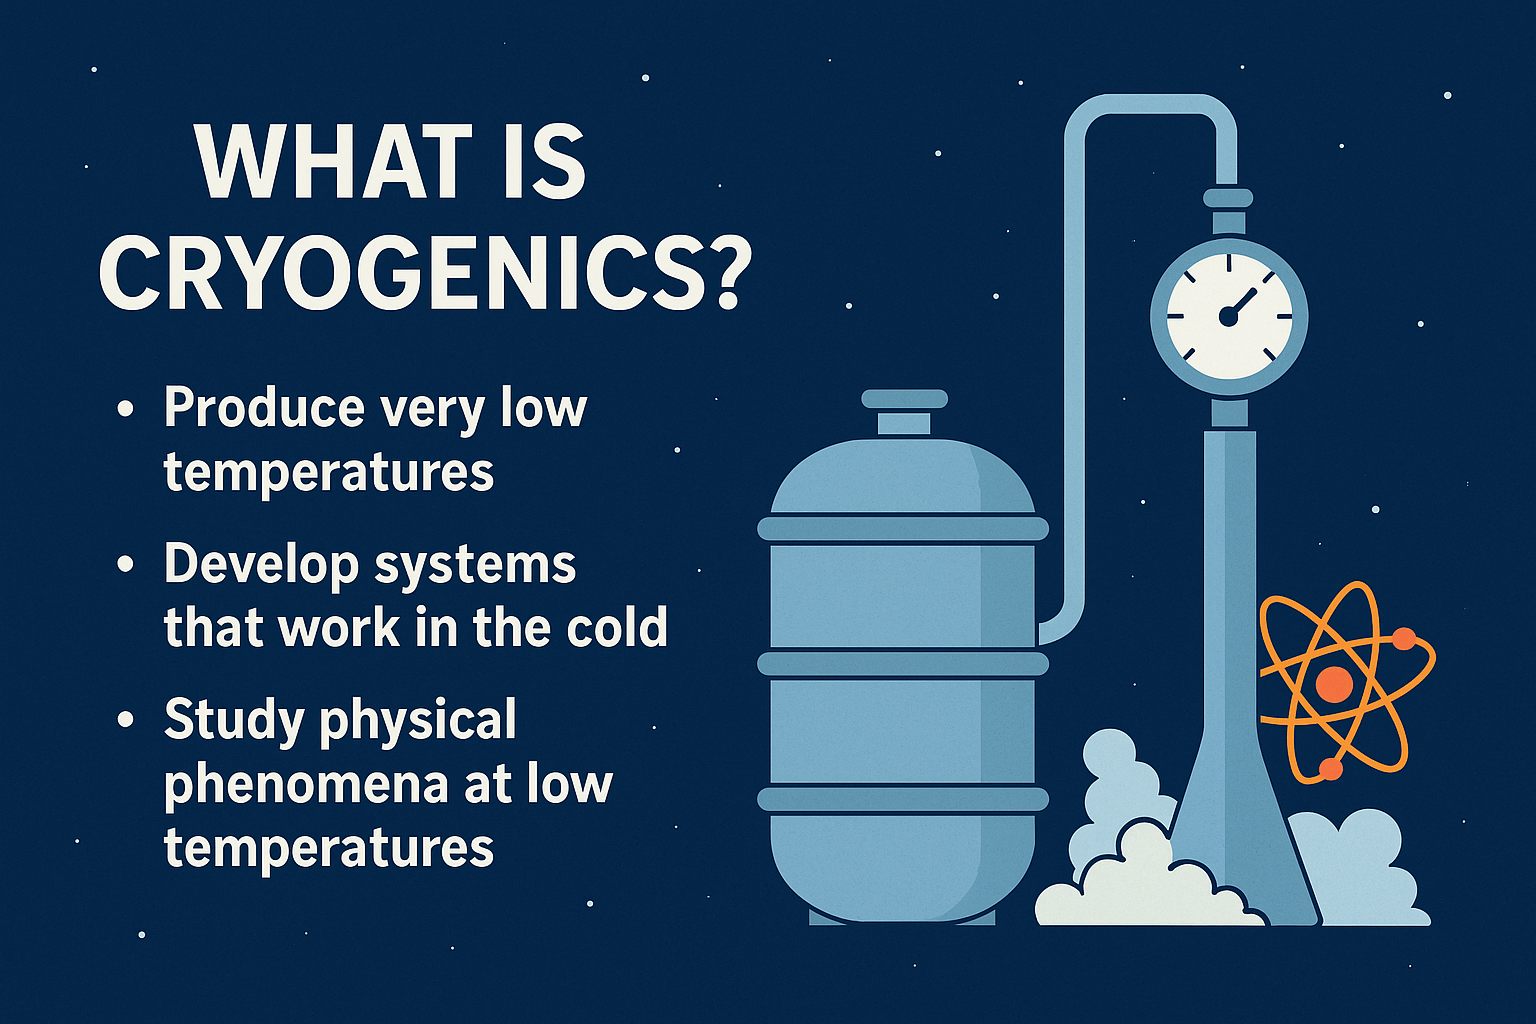 WHAT IS
CRYOGENICS?
• Produce very low
temperatures
• Develop systems
that work in the cold
• Study physical
phenomena at low
temperatures